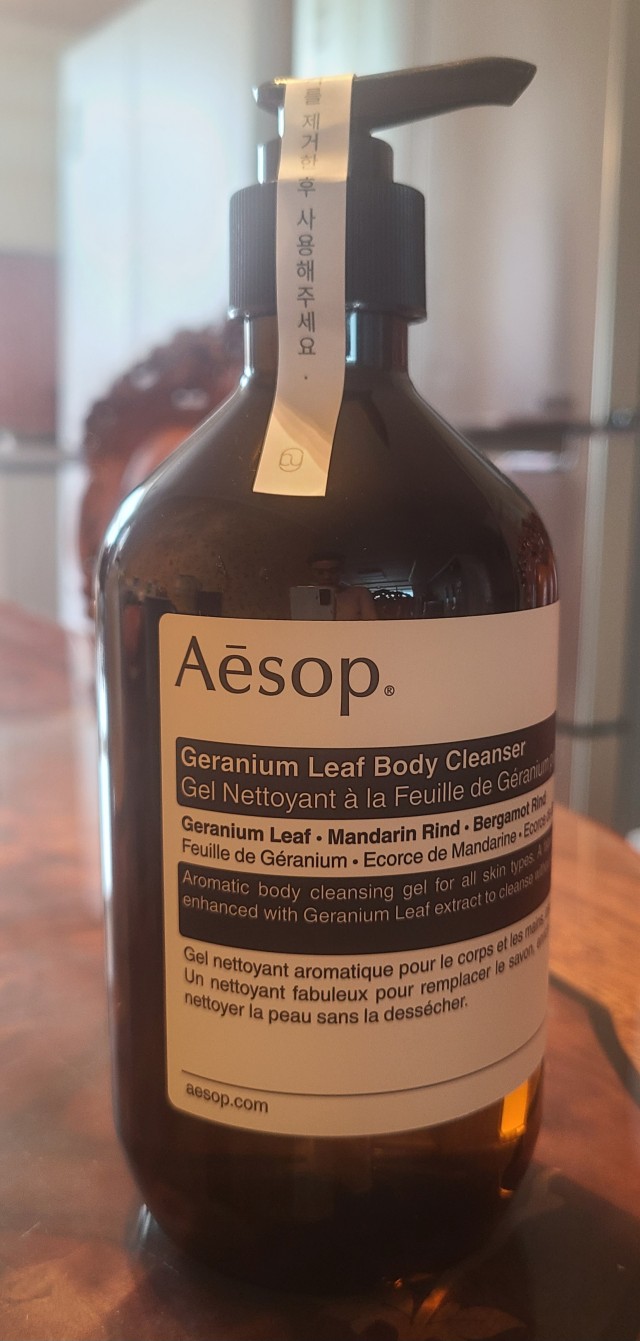 를 제거한 후 사용해주세요.
Aēsop®
Geranium Leaf Body Cleanser
Gel Nettoyant à la Feuille de Géranium
Geranium Leaf • Mandarin Rind • Bergamot Rind
Feuille de Géranium • Ecorce de Mandarine •
Aromatic body cleansing gel for all skin types.
enhanced with Geranium Leaf extract to cleanse
Gel nettoyant aromatique pour le corps et les mains
Un nettoyant fabuleux pour remplacer le savon,
nettoyer la peau sans la dessécher.
aesop.com